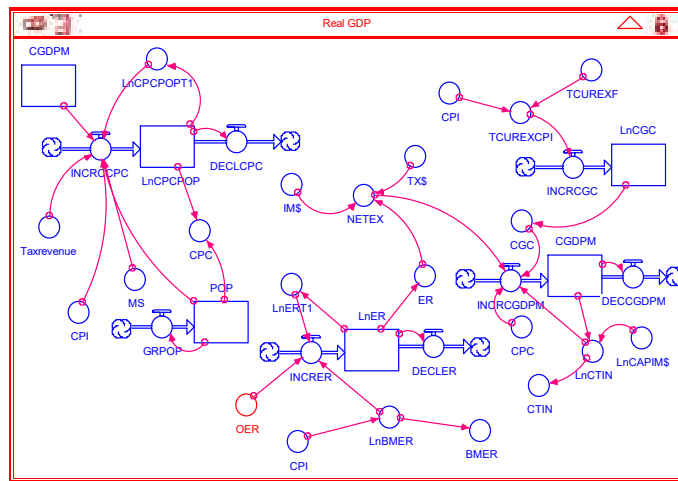 Real GDP
CGDPM
LnCPCPOPT1
CPI
TCUREXF
TCUREXCPI
LnCGC
INCRCPC
LnCPCPOP
DECLCPC
TX$
IM$
NETEX
INCRCGC
Taxrevenue
CPC
CGC
CGDPM
MS
POP
ER
LnERT1
LnER
INCRCGDPM
DECCGDPM
CPI
GRPOP
CPC
LnCAPIM$
INCRER
DECLER
LnCTIN
OER
CTIN
CPI
LnBMER
BMER